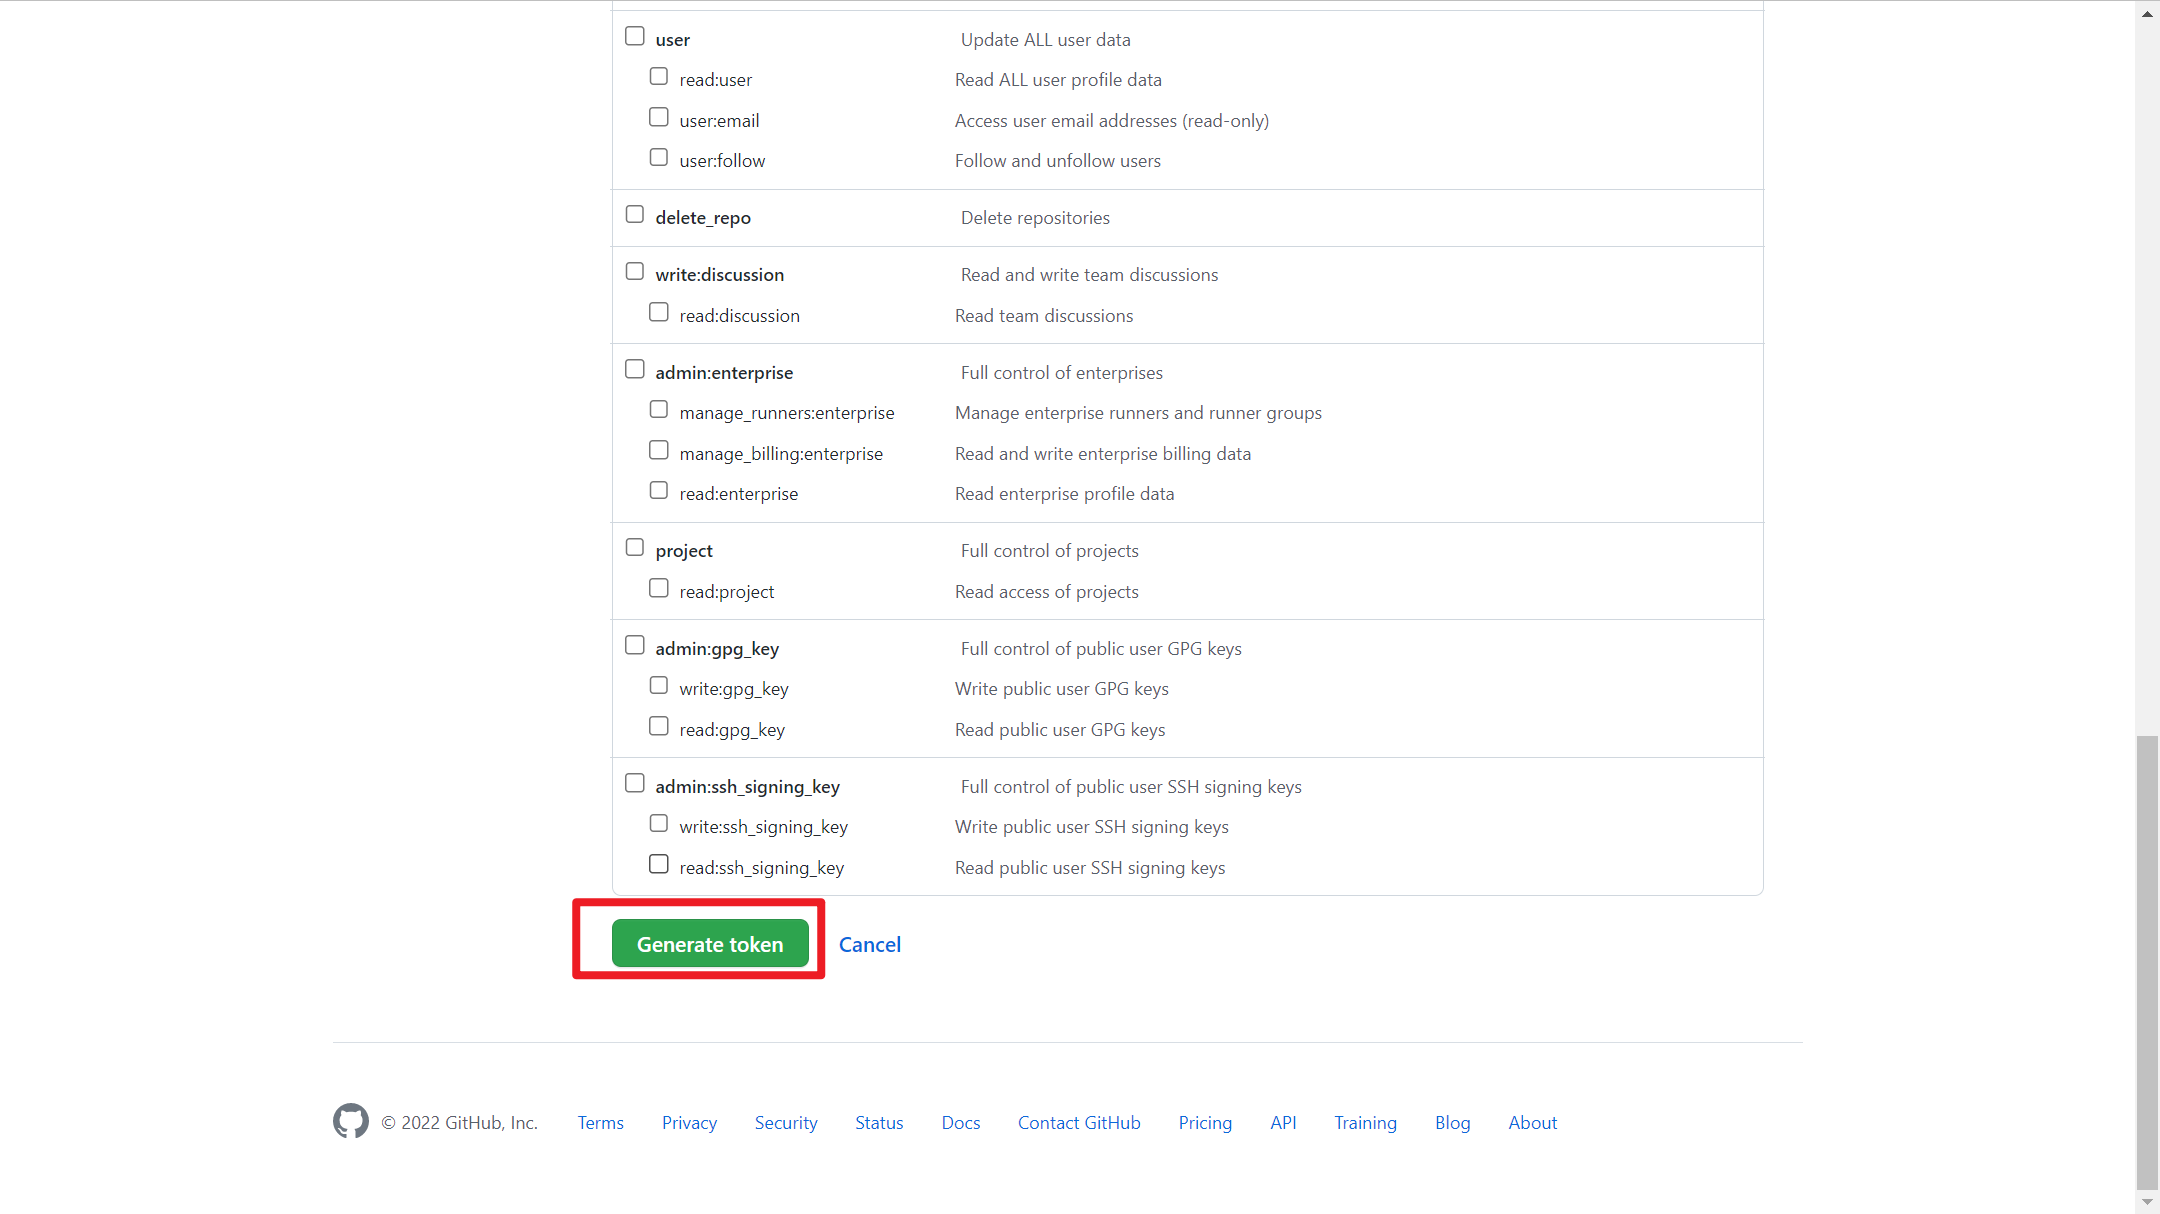 user Update ALL user data
read:user Read ALL user profile data
user:email Access user email addresses (read-only)
user:follow Follow and unfollow users
delete_repo Delete repositories
write:discussion Read and write team discussions
read:discussion Read team discussions
admin:enterprise Full control of enterprises
manage_runners:enterprise Manage enterprise runners and runner groups
manage_billing:enterprise Read and write enterprise billing data
read:enterprise Read enterprise profile data
project Full control of projects
read:project Read access of projects
admin:gpg_key Full control of public user GPG keys
write:gpg_key Write public user GPG keys
read:gpg_key Read public user GPG keys
admin:ssh_signing_key Full control of public user SSH signing keys
write:ssh_signing_key Write public user SSH signing keys
read:ssh_signing_key Read public user SSH signing keys
Generate token Cancel
© 2022 GitHub, Inc. Terms Privacy Security Status Docs Contact GitHub Pricing API Training Blog About